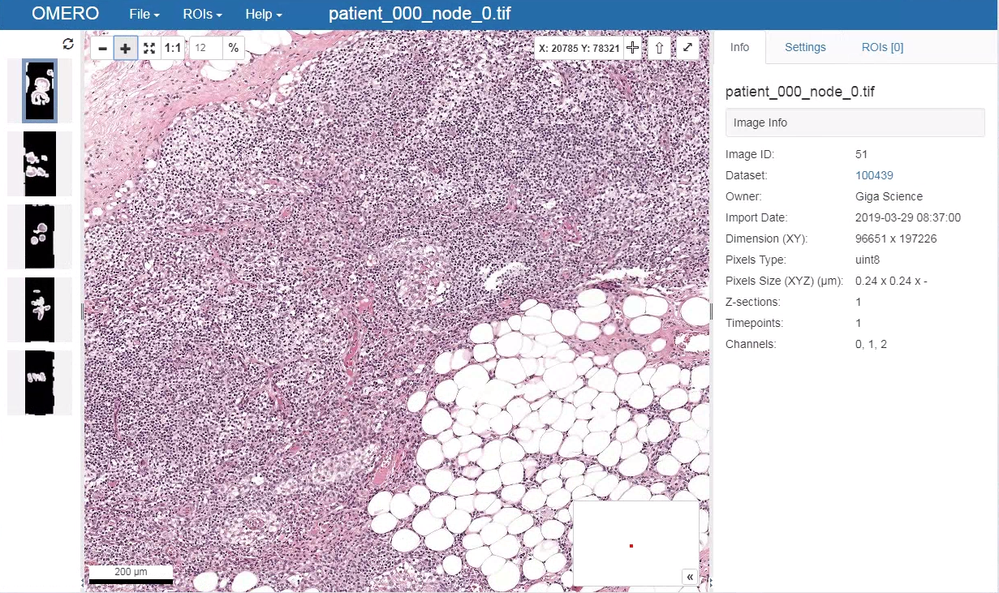 OMERO File ROIs Help patient_000_node_0.tif
1:1 12 %
X: 20785 Y: 78321
Info Settings ROIs [0]
patient_000_node_0.tif
Image Info
Image ID: 51
Dataset: 100439
Owner: Giga Science
Import Date: 2019-03-29 08:37:00
Dimension (XY): 96651 x 197226
Pixels Type: uint8
Pixels Size (XYZ) (µm): 0.24 x 0.24 x -
Z-sections: 1
Timepoints: 1
Channels: 0, 1, 2
200 µm
«